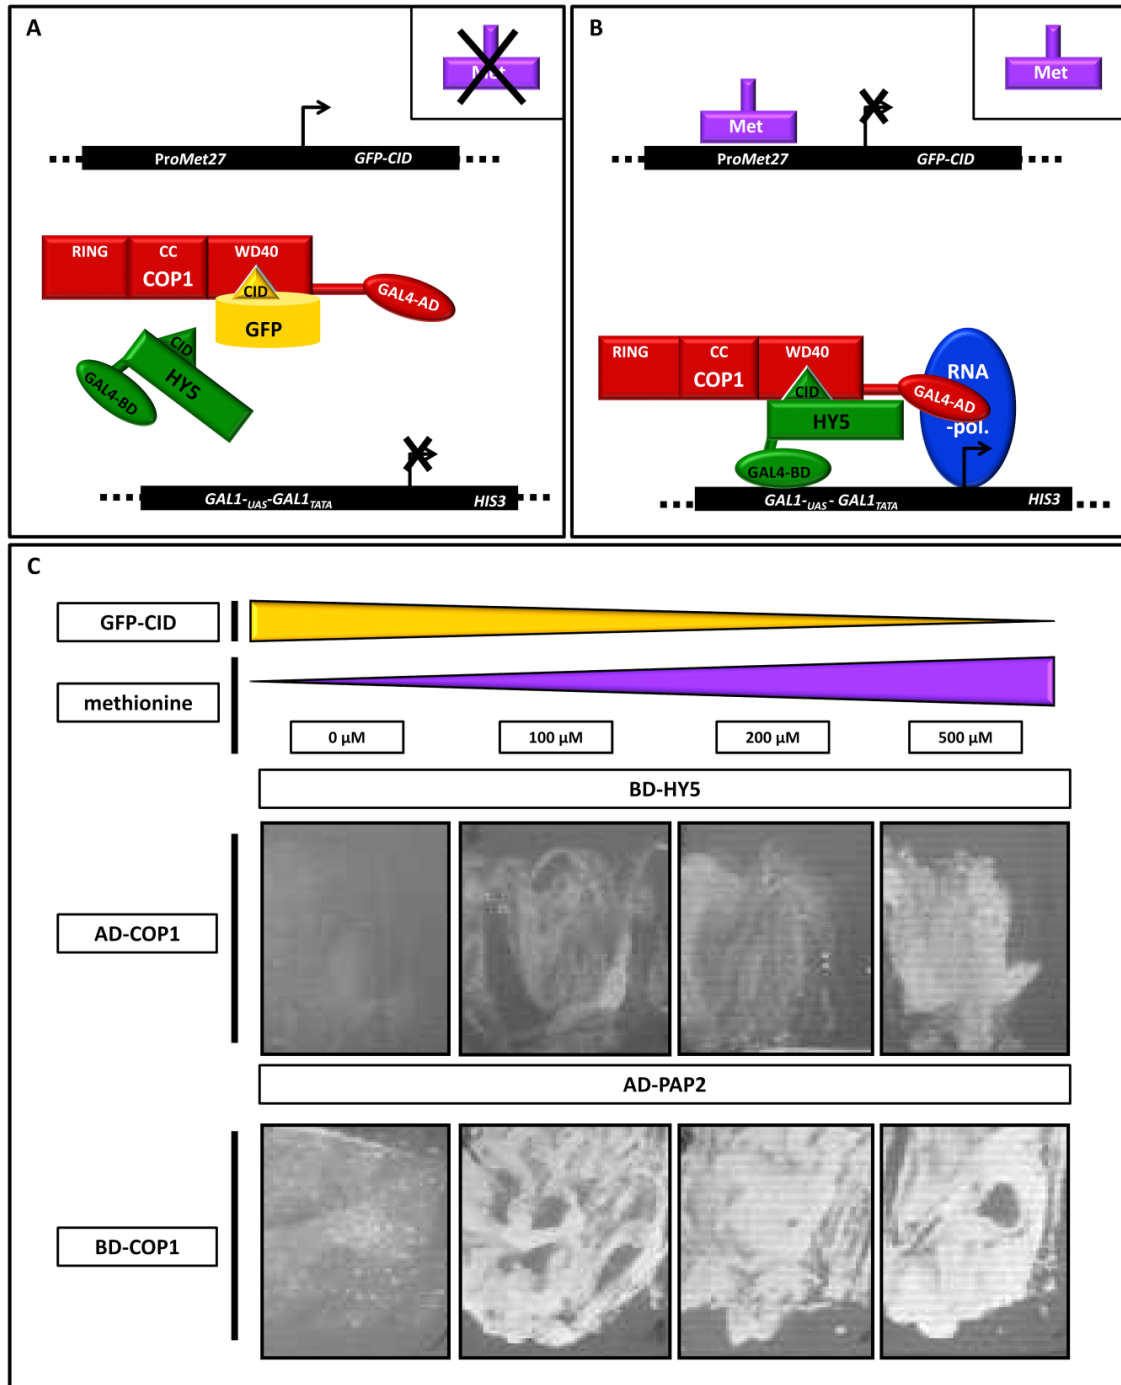 A
Met
ProMet27 GFP-CID
RING CC WD40
COP1
CID
GAL4-AD
GFP
CID
HY5
GAL4-BD
GAL1-UAS-GAL1TATA HIS3
B
Met
Met
ProMet27 GFP-CID
RING CC WD40
COP1
RNA
-pol.
CID
GAL4-AD
HY5
GAL4-BD
GAL1-UAS- GAL1TATA HIS3
C
GFP-CID
methionine
0 µM 100 µM 200 µM 500 µM
BD-HY5
AD-COP1
AD-PAP2
BD-COP1